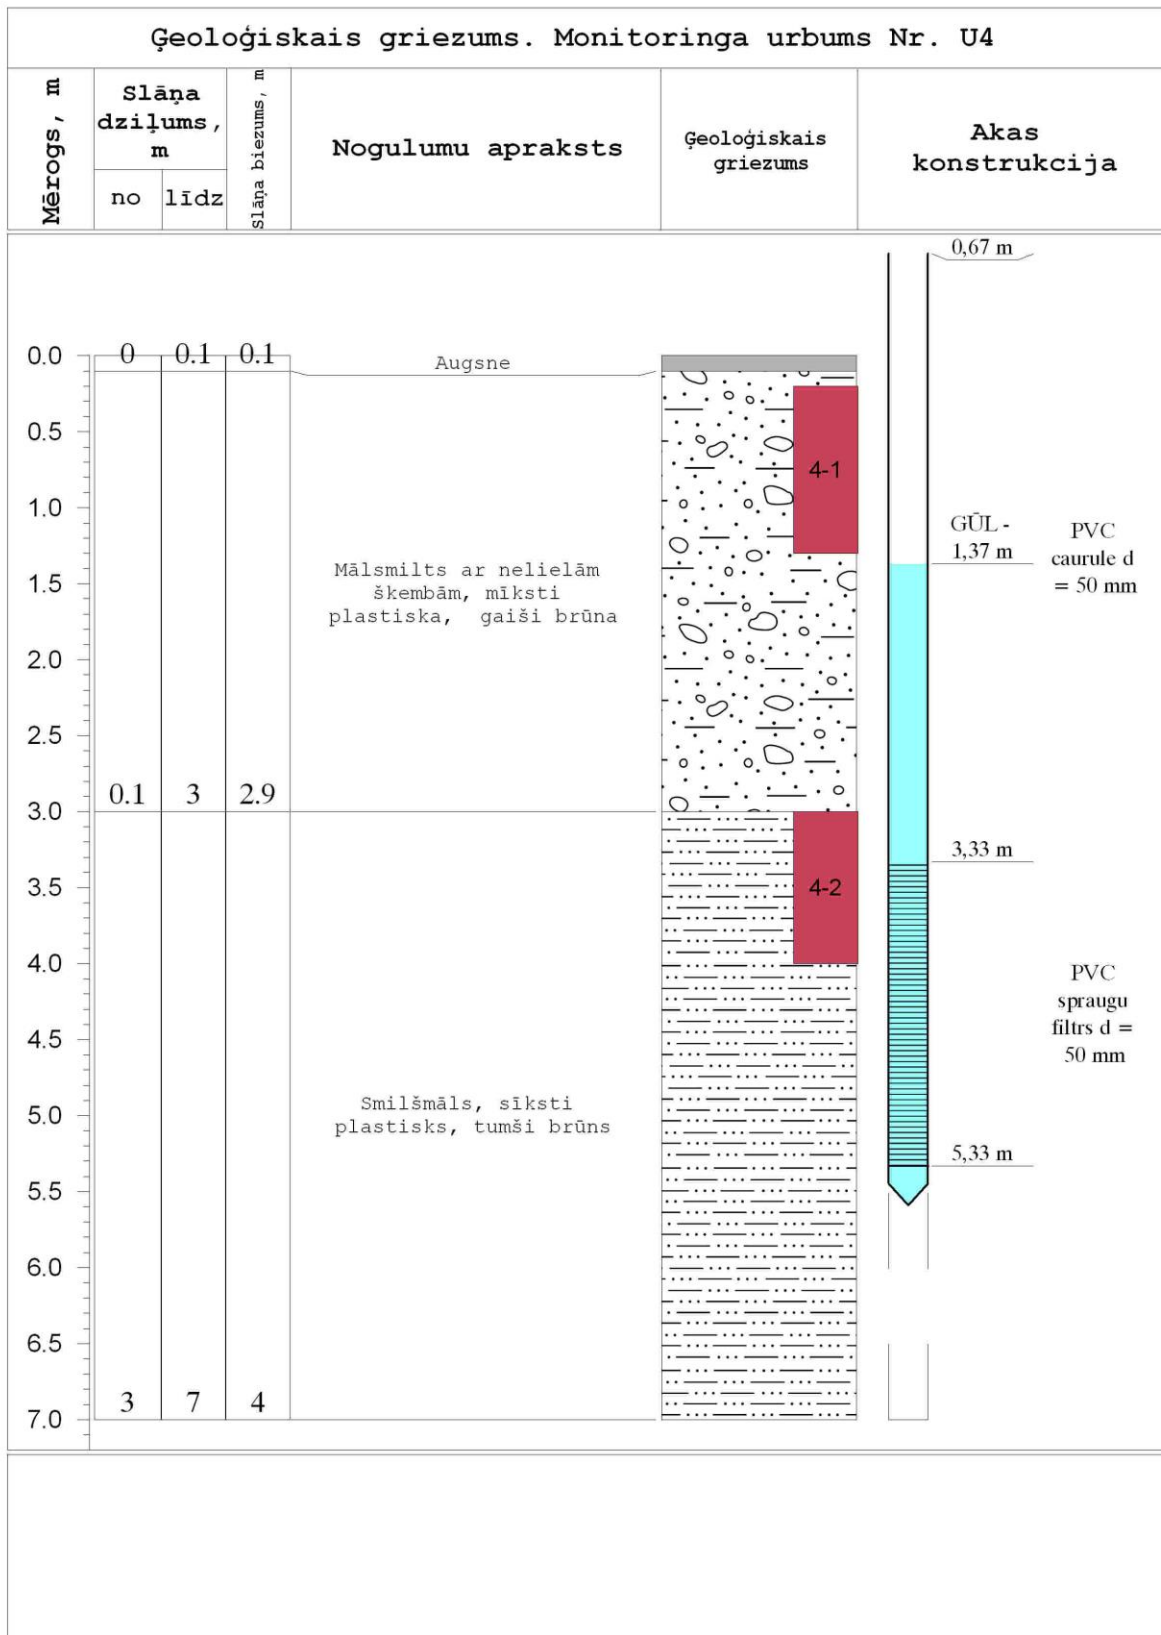 Ģeoloģiskais griezums. Monitoringa urbums Nr. U4
Mērogs, m
Slāņa
dziļums,
m
no
līdz
Slāņa biezums, m
Nogulumu apraksts
Ģeoloģiskais
griezums
Akas
konstrukcija
0,67 m
0.0
0
0.1
0.1
Augsne
0.5
4-1
1.0
GŪL -
1,37 m
PVC
caurule d
= 50 mm
1.5
Mālsmilts ar nelielām
šķembām, mīksti
plastiska, gaiši brūna
2.0
2.5
0.1
3
2.9
3.0
3,33 m
3.5
4-2
4.0
PVC
spraugu
filtrs d =
50 mm
4.5
5.0
Smilšmāls, sīksti
plastisks, tumši brūns
5,33 m
5.5
6.0
6.5
3
7
4
7.0